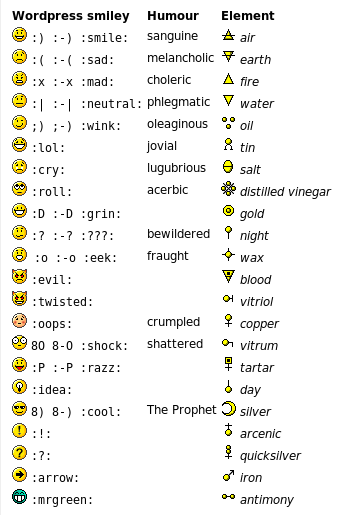 Wordpress smlley Humour Element
:) :-) :smile: sanguine air
:( -( :sad: melancholic earth
:x :-x :mad: choleric fire
:| :-| :neutral: phlegmatic water
;) ;-) :wink: oleaginous oil
:lol: jovial tin
:cry: lugubrious salt
:roll: acerbic distilled vinegar
:D :-D :grin: gold
:? -? :???: bewildered night
:o :-o :eek: fraught wax
:evil: blood
:twisted: vitriol
:oops: crumpled copper
8O 8-O :shock: shattered vitrum
:P :-P :razz: tartar
:idea: day
8) 8-) :cool: The Prophet silver
:!: arcenic
:?: quicksilver
:arrow: iron
:mrgreen: antimony